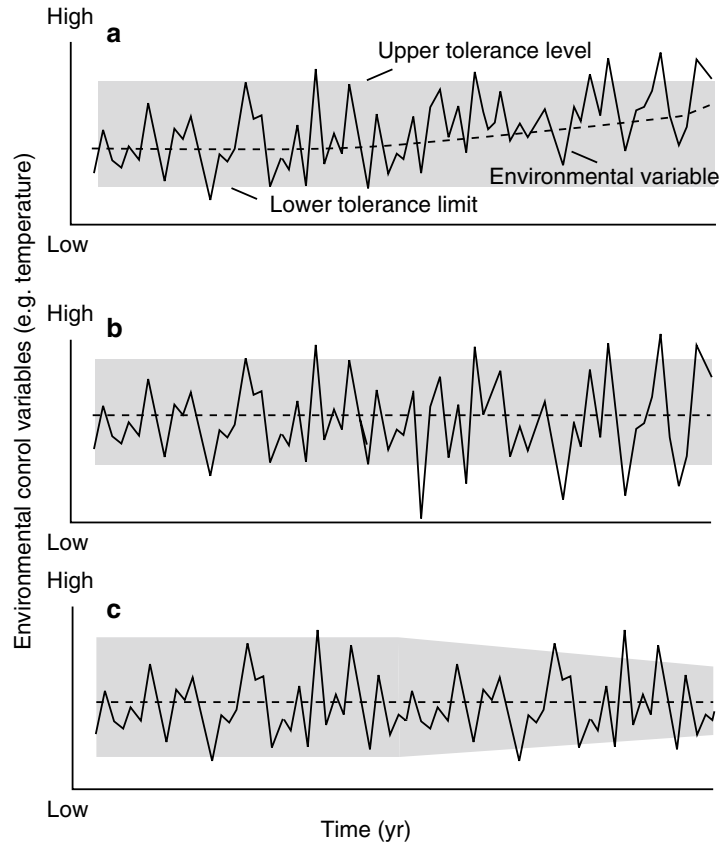 High
a
Upper tolerance level
Environmental variable
Lower tolerance limit
Low
High
b
Low
High
c
Low
Environmental conrol variables (e.g. temperature)
Time (yr)